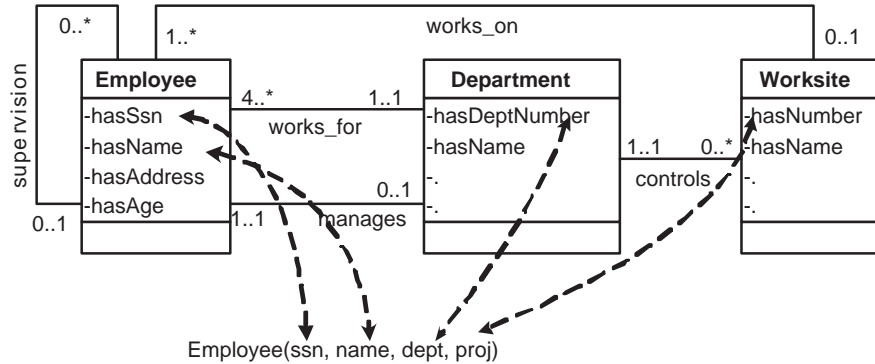 works_on
0..*
1..*
0..1
supervision
Employee
-hasSsn
-hasName
-hasAddress
-hasAge
4..*
1..1
works_for
0..1
0..1
1..1
manages
Department
-hasDeptNumber
-hasName
-.
-.
1..1
0..*
controls
Worksite
-hasNumber
-hasName
-.
-.
Employee(ssn, name, dept, proj)